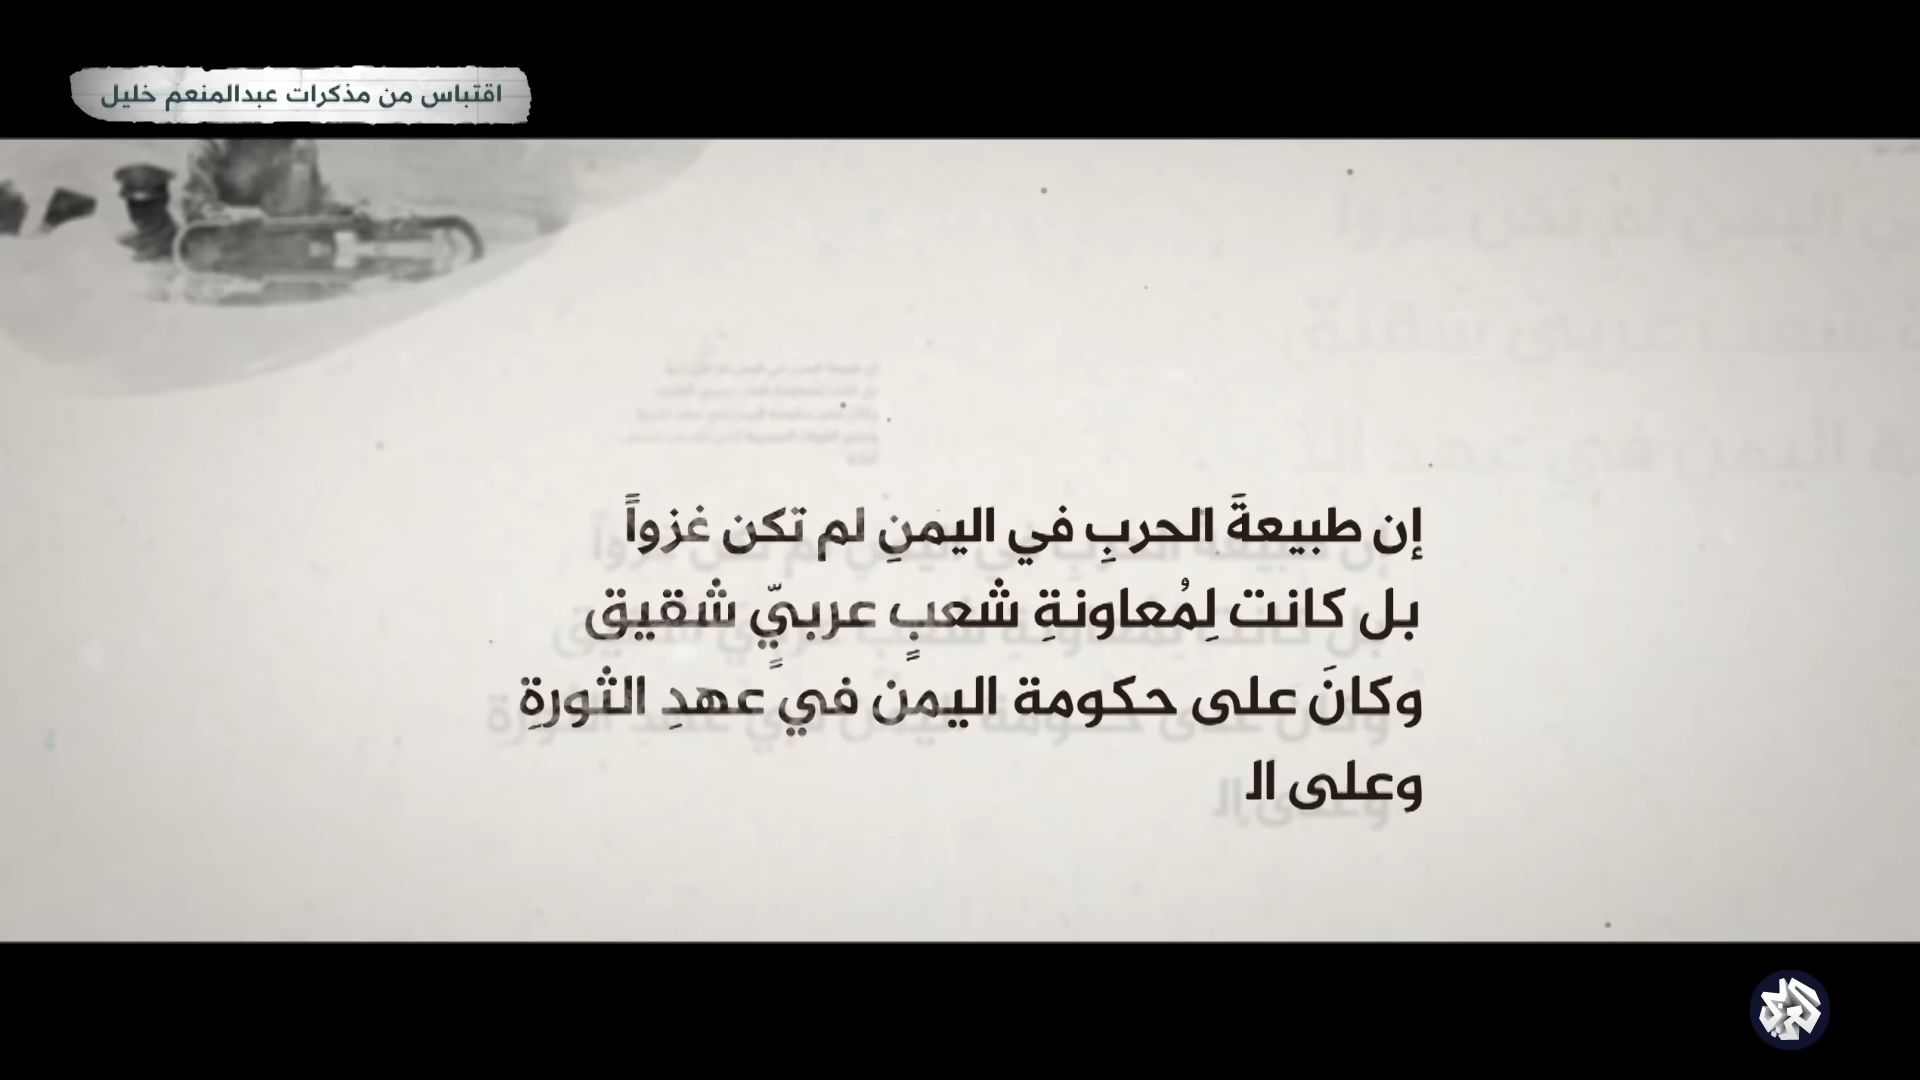 اقتباس من مذكرات عبدالمنعم خليل
إن طبيعةَ الحربِ في اليمنِ لم تكن غزواً
بل كانت لِمُعاونةِ شعبٍ عربيٍّ شقيق
وكانَ على حكومة اليمن في عهدِ الثورةِ
وعلى الـ